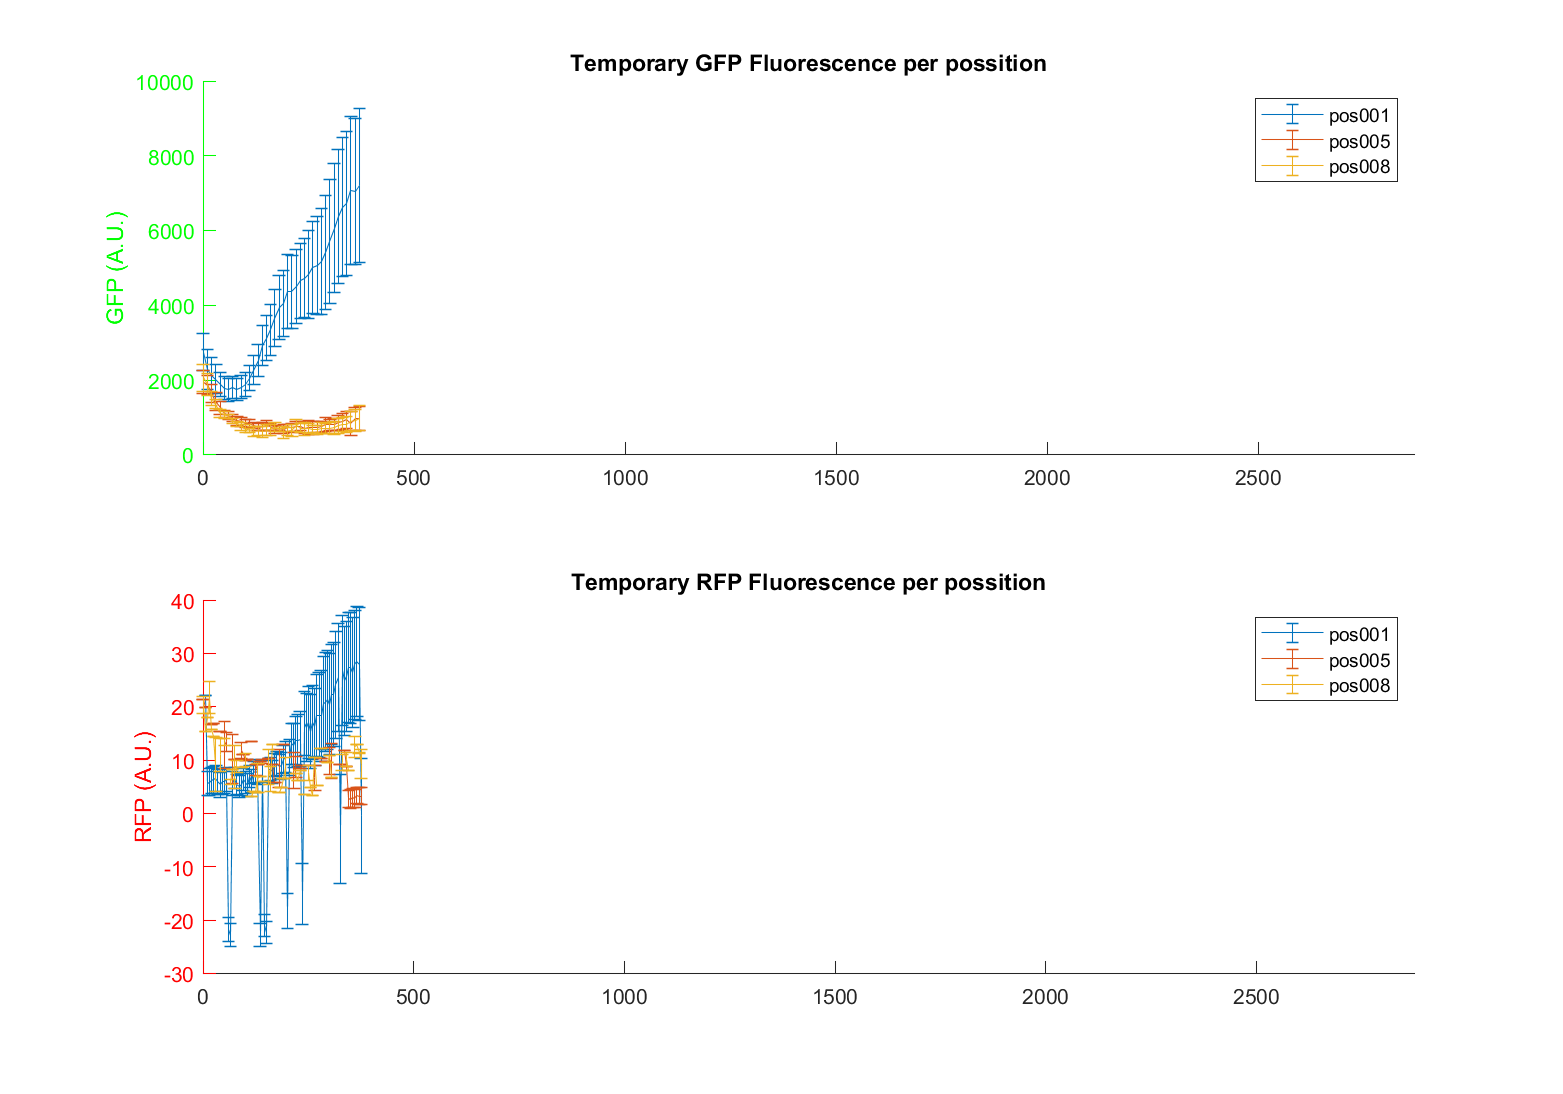 Temporary GFP Fluorescence per possition
10000
8000
6000
4000
2000
0
GFP (A.U.)
0 500 1000 1500 2000 2500
pos001
pos005
pos008
Temporary RFP Fluorescence per possition
40
30
20
10
0
-10
-20
-30
RFP (A.U.)
0 500 1000 1500 2000 2500
pos001
pos005
pos008